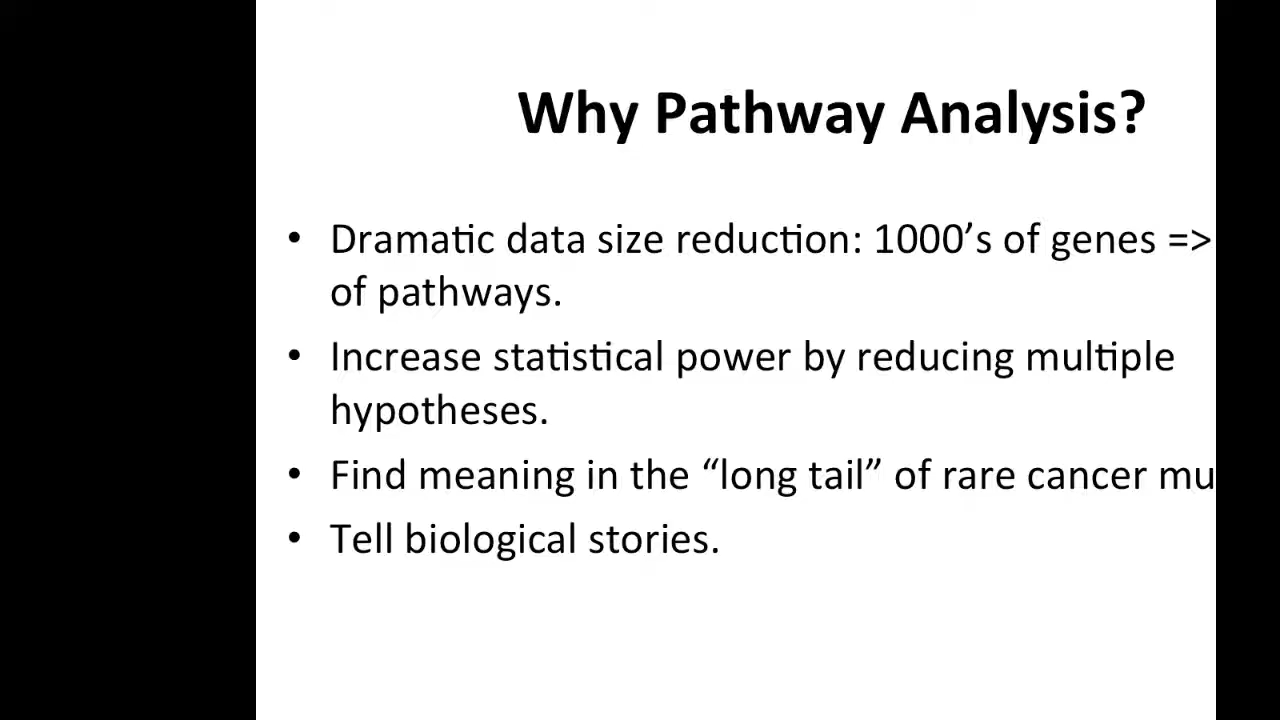 Why Pathway Analysis?
• Dramatic data size reduction: 1000’s of genes =>
of pathways.
• Increase statistical power by reducing multiple
hypotheses.
• Find meaning in the “long tail” of rare cancer mu
• Tell biological stories.